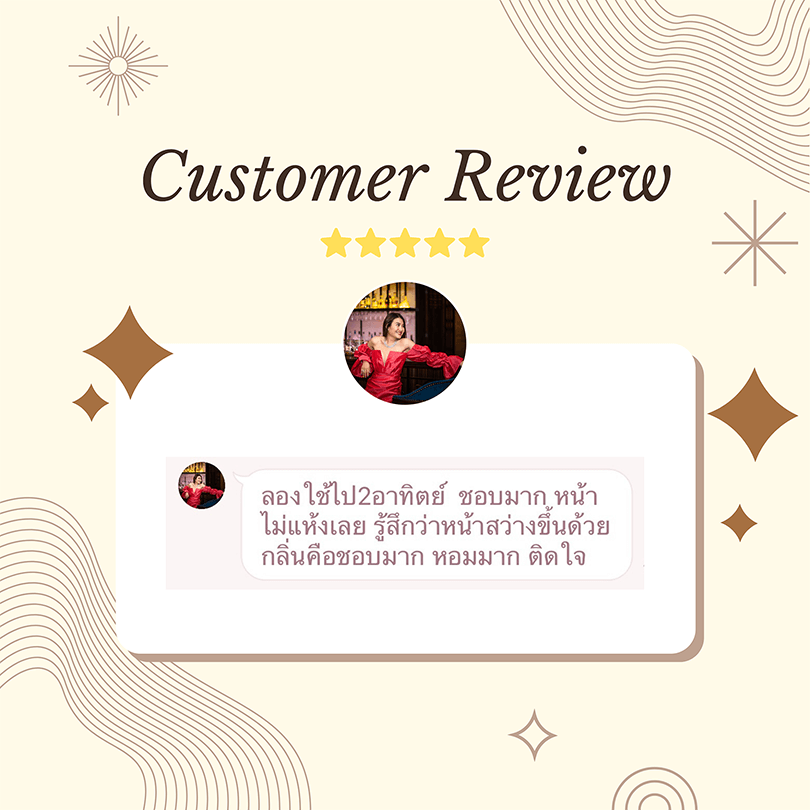 Customer Review
ลองใช้ไป2อาทิตย์ ชอบมาก หน้า
ไม่แห้งเลย รู้สึกว่าหน้าสว่างขึ้นด้วย
กลิ่นคือชอบมาก หอมมาก ติดใจ